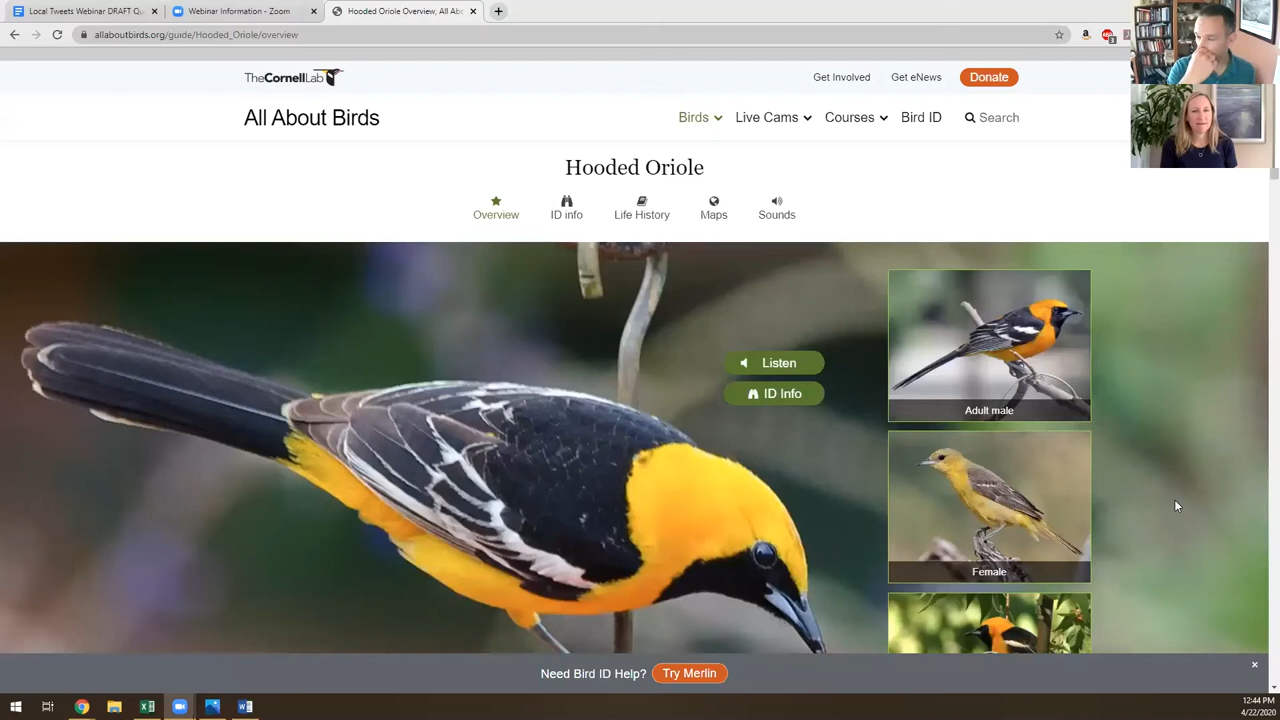 Local Tweets Webinar DRAFT Qu
Webinar Information - Zoom
Hooded Oriole Overview, All Abo
allaboutbirds.org/guide/Hooded_Oriole/overview
TheCornellLab
Get Involved
Get eNews
Donate
All About Birds
Birds
Live Cams
Courses
Bird ID
Search
Hooded Oriole
Overview
ID info
Life History
Maps
Sounds
Listen
ID Info
Adult male
Female
Need Bird ID Help?
Try Merlin
12:44 PM
4/22/2020